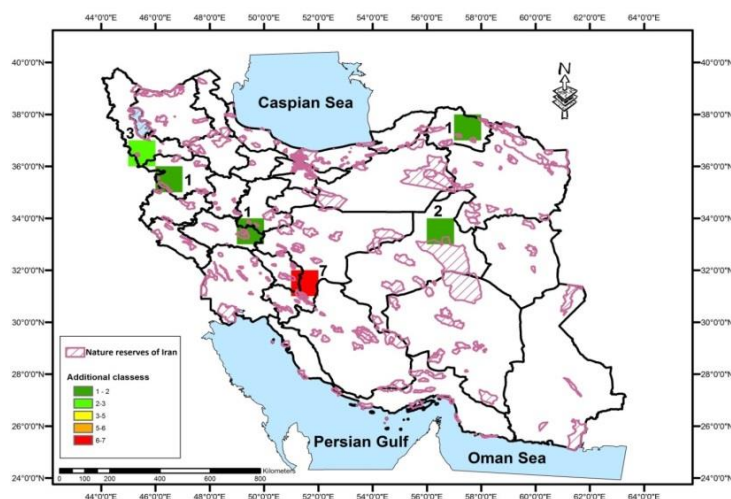 44°0'0"E 46°0'0"E 48°0'0"E 50°0'0"E 52°0'0"E 54°0'0"E 56°0'0"E 58°0'0"E 60°0'0"E 62°0'0"E 64°0'0"E
40°0'0"N 40°0'0"N
N
Caspian Sea
38°0'0"N 38°0'0"N
3 1
36°0'0"N 36°0'0"N
1
34°0'0"N 34°0'0"N
1 2
32°0'0"N 32°0'0"N
7
30°0'0"N 30°0'0"N
Nature reserves of Iran
28°0'0"N 28°0'0"N
Additional classess
1 - 2
2-3
3-5
5-6
6-7
26°0'0"N 26°0'0"N
Persian Gulf
Oman Sea
Kilometers
0 100 200 400 600 800
24°0'0"N 24°0'0"N
44°0'0"E 46°0'0"E 48°0'0"E 50°0'0"E 52°0'0"E 54°0'0"E 56°0'0"E 58°0'0"E 60°0'0"E 62°0'0"E 64°0'0"E